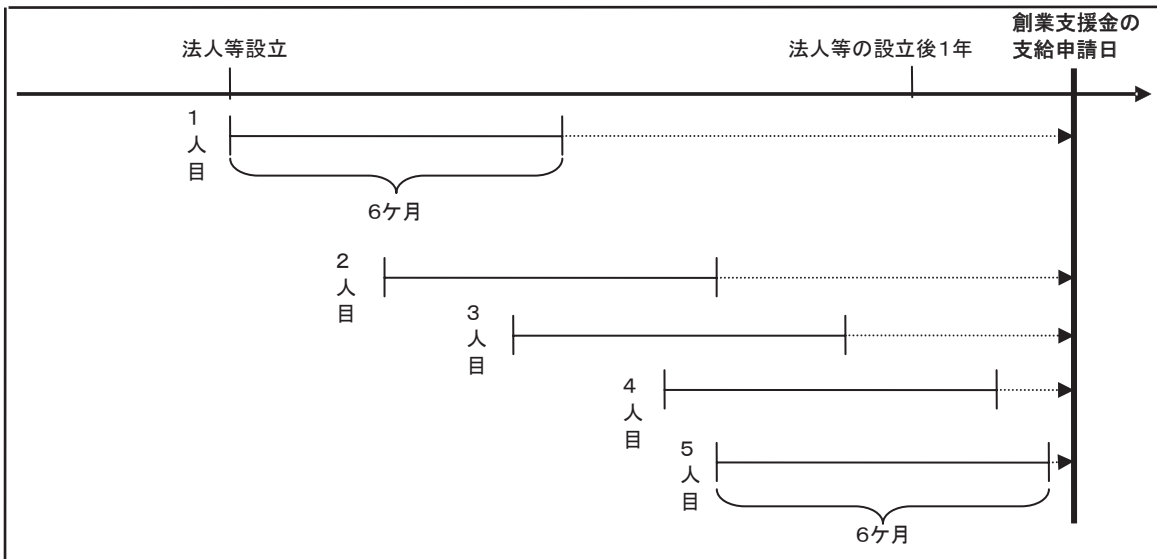 創業支援金の
支給申請日
法人等設立
法人等の設立後1年
1人目
6ケ月
2人目
3人目
4人目
5人目
6ケ月